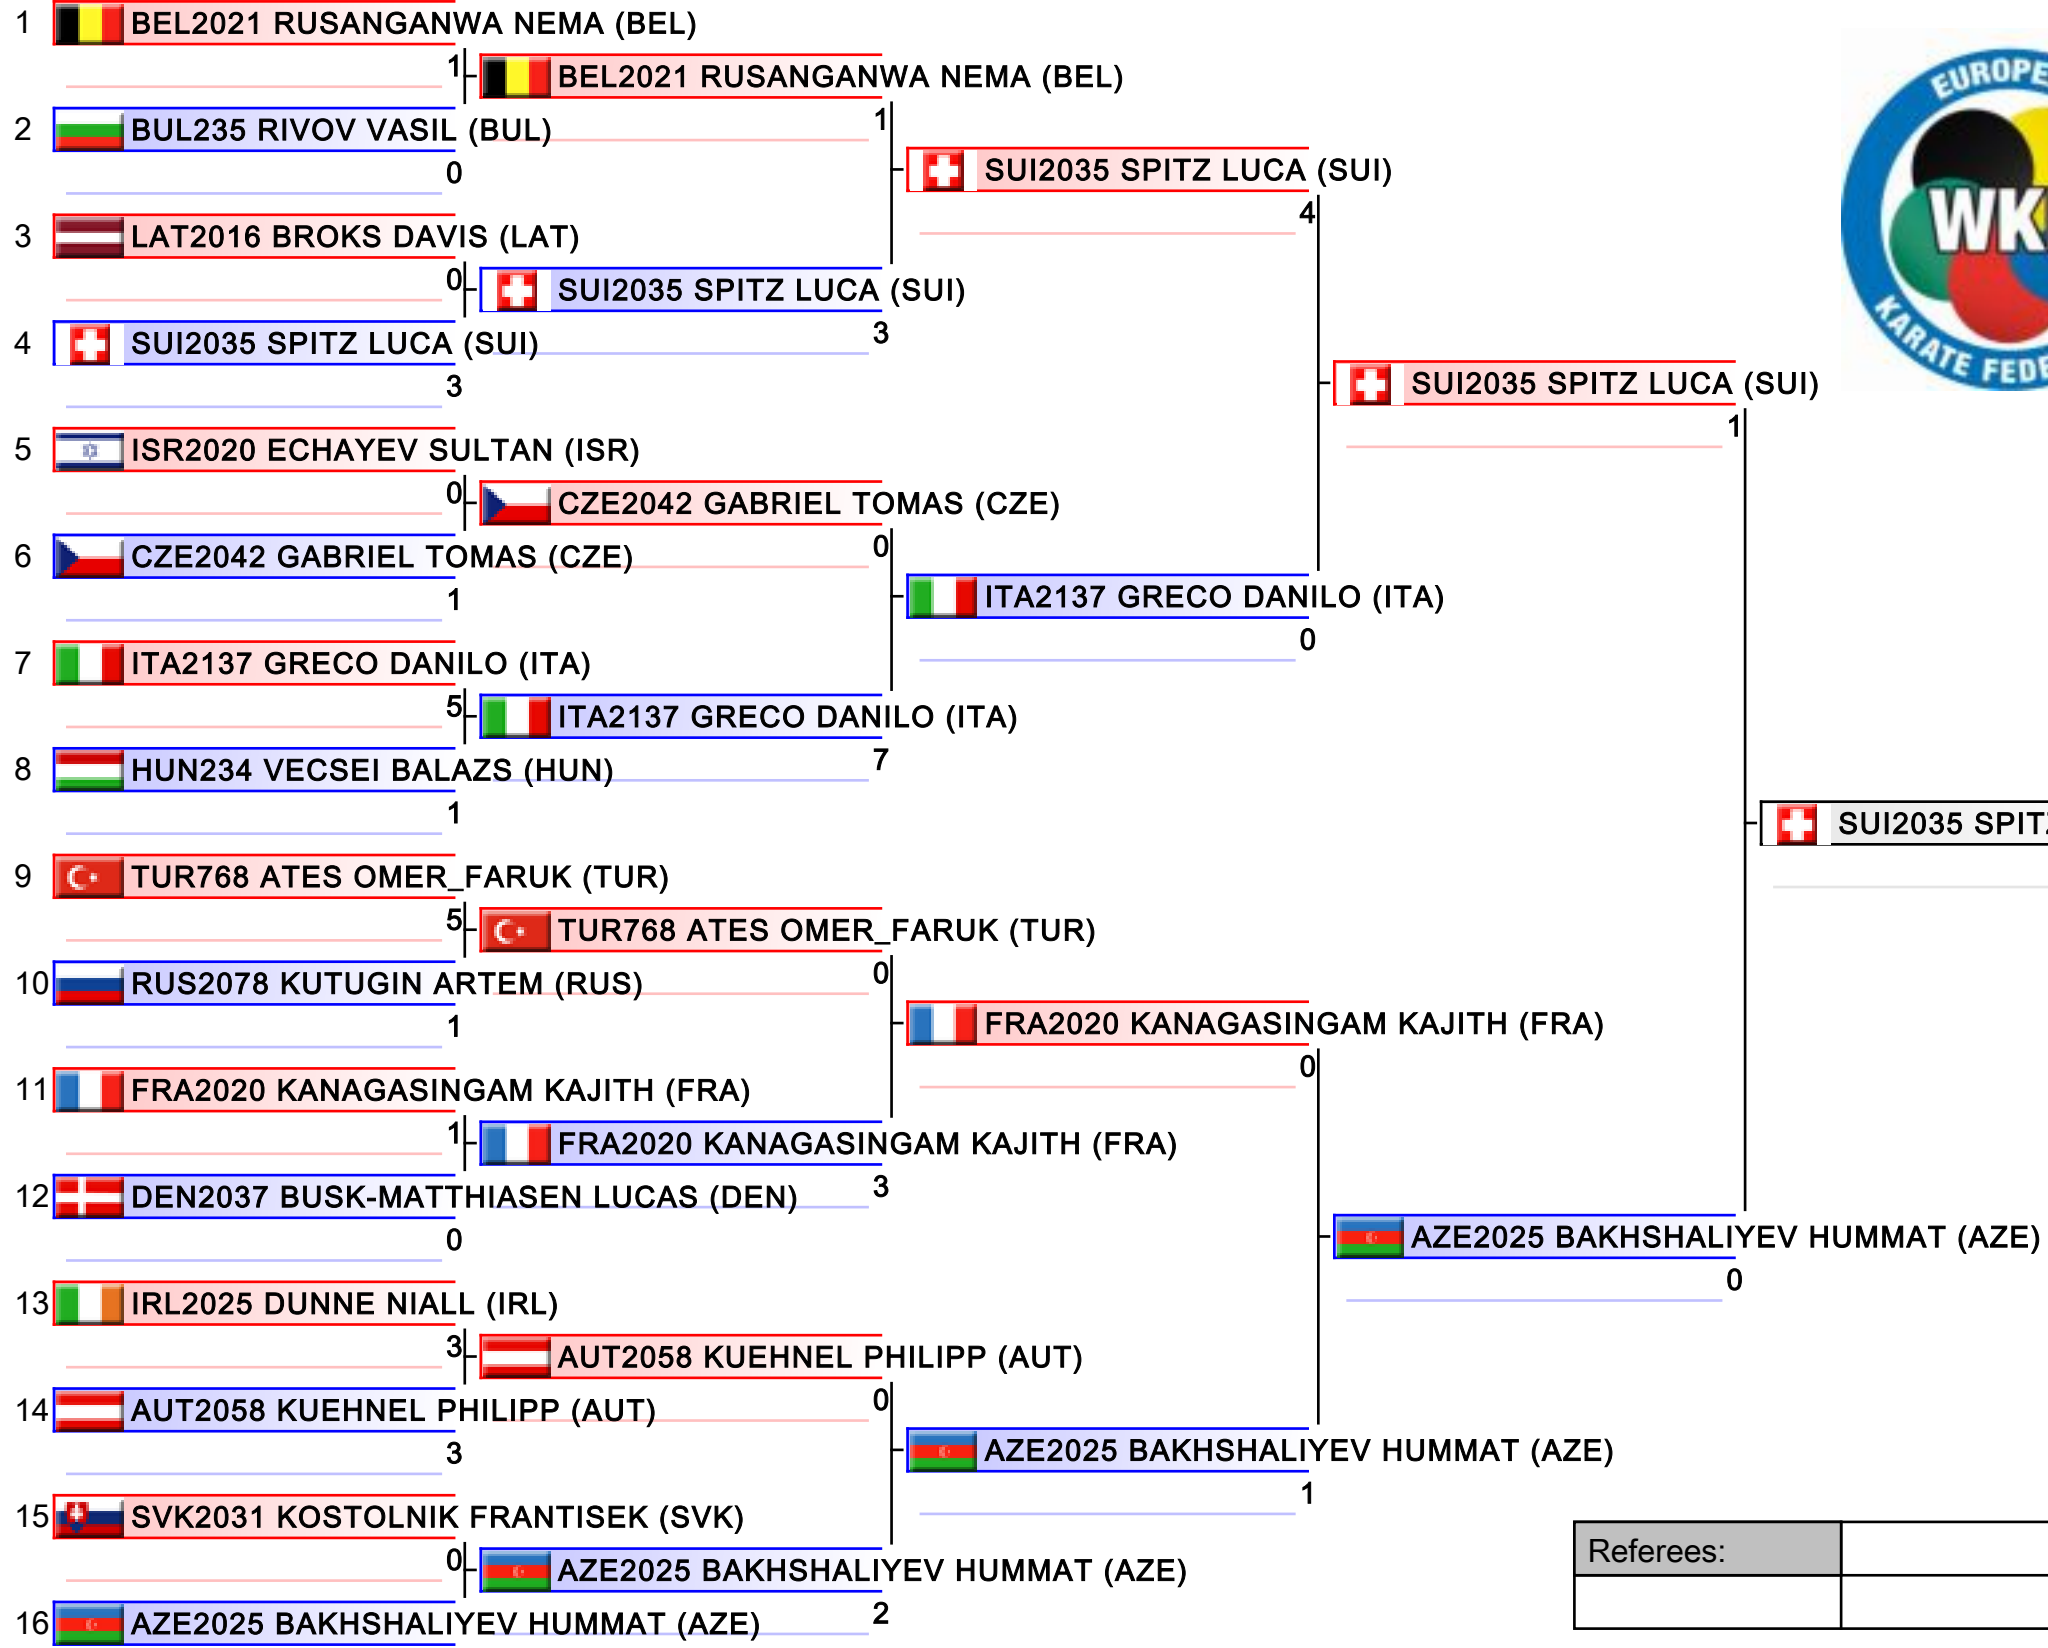 1 BEL2021 RUSANGANWA NEMA (BEL)
1
BEL2021 RUSANGANWA NEMA (BEL)
1
2 BUL235 RIVOV VASIL (BUL)
0
SUI2035 SPITZ LUCA (SUI)
4
3 LAT2016 BROKS DAVIS (LAT)
0
SUI2035 SPITZ LUCA (SUI)
3
4 SUI2035 SPITZ LUCA (SUI)
3
SUI2035 SPITZ LUCA (SUI)
1
5 ISR2020 ECHAYEV SULTAN (ISR)
0
CZE2042 GABRIEL TOMAS (CZE)
0
6 CZE2042 GABRIEL TOMAS (CZE)
1
ITA2137 GRECO DANILO (ITA)
0
7 ITA2137 GRECO DANILO (ITA)
5
ITA2137 GRECO DANILO (ITA)
7
8 HUN234 VECSEI BALAZS (HUN)
1
SUI2035 SPITZ
9 TUR768 ATES OMER_FARUK (TUR)
5
TUR768 ATES OMER_FARUK (TUR)
0
10 RUS2078 KUTUGIN ARTEM (RUS)
1
FRA2020 KANAGASINGAM KAJITH (FRA)
0
11 FRA2020 KANAGASINGAM KAJITH (FRA)
1
FRA2020 KANAGASINGAM KAJITH (FRA)
3
12 DEN2037 BUSK-MATTHIASEN LUCAS (DEN)
0
AZE2025 BAKHSHALIYEV HUMMAT (AZE)
0
13 IRL2025 DUNNE NIALL (IRL)
3
AUT2058 KUEHNEL PHILIPP (AUT)
0
14 AUT2058 KUEHNEL PHILIPP (AUT)
3
AZE2025 BAKHSHALIYEV HUMMAT (AZE)
1
15 SVK2031 KOSTOLNIK FRANTISEK (SVK)
0
AZE2025 BAKHSHALIYEV HUMMAT (AZE)
2
16 AZE2025 BAKHSHALIYEV HUMMAT (AZE)
EUROPE
WK
KARATE FEDE
Referees: